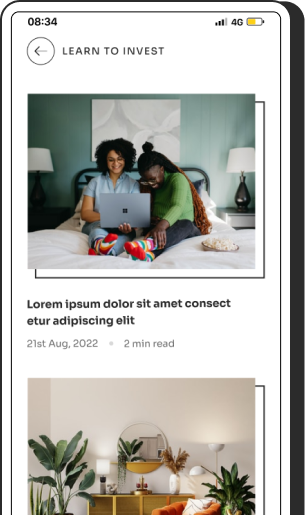 08:34
4G
LEARN TO INVEST
Lorem ipsum dolor sit amet consect
etur adipiscing elit
21st Aug, 2022 • 2 min read